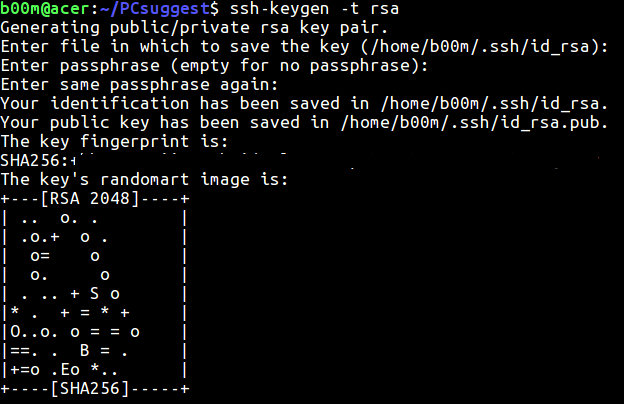 b00m@acer:~/PCsuggest$ ssh-keygen -t rsa
Generating public/private rsa key pair.
Enter file in which to save the key (/home/b00m/.ssh/id_rsa):
Enter passphrase (empty for no passphrase):
Enter same passphrase again:
Your identification has been saved in /home/b00m/.ssh/id_rsa.
Your public key has been saved in /home/b00m/.ssh/id_rsa.pub.
The key fingerprint is:
SHA256:+
The key's randomart image is:
+---[RSA 2048]----+
| ..  o. .        |
| .o.+  o .       |
|  o=    o        |
|  o.     o       |
| . .. + S o      |
|* .  + = * +     |
|O..o. o = = o    |
|==. .  B = .     |
|+=o .Eo *..      |
+----[SHA256]-----+